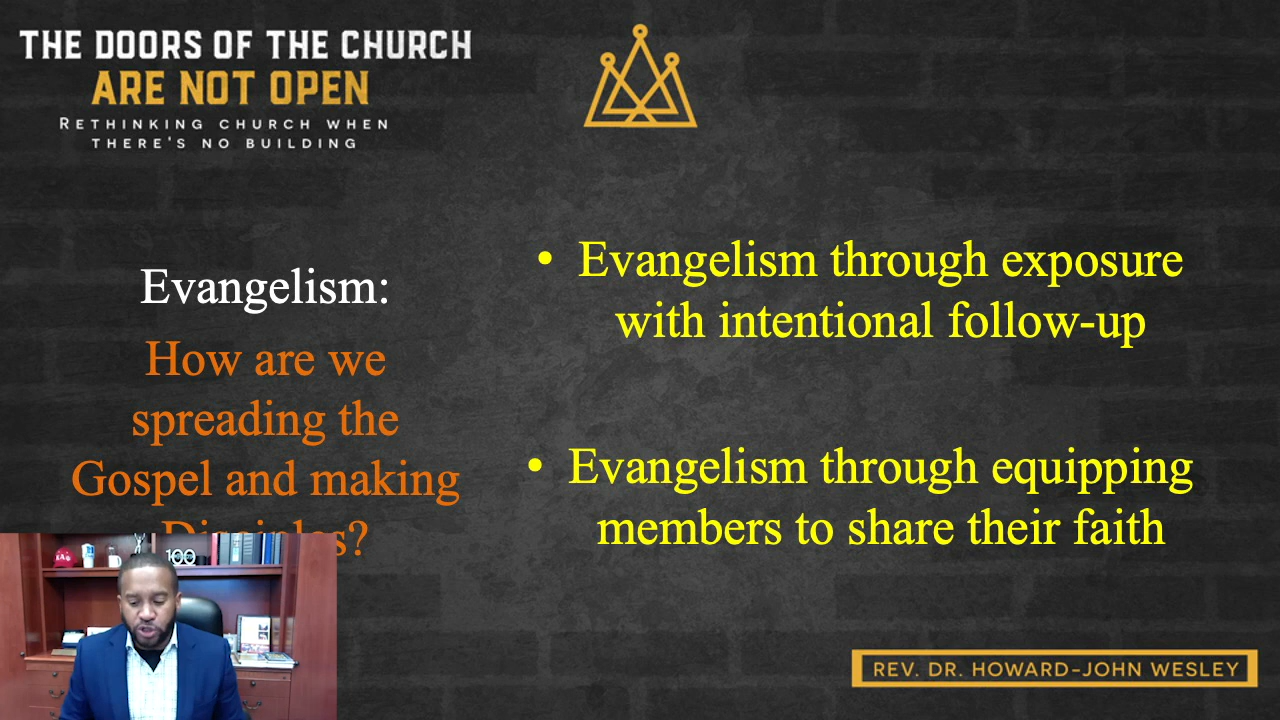 THE DOORS OF THE CHURCH
ARE NOT OPEN
RETHINKING CHURCH WHEN
THERE'S NO BUILDING
Evangelism:
How are we
spreading the
Gospel and making
Disciples?
• Evangelism through exposure
with intentional follow-up
• Evangelism through equipping
members to share their faith
100
REV. DR. HOWARD-JOHN WESLEY